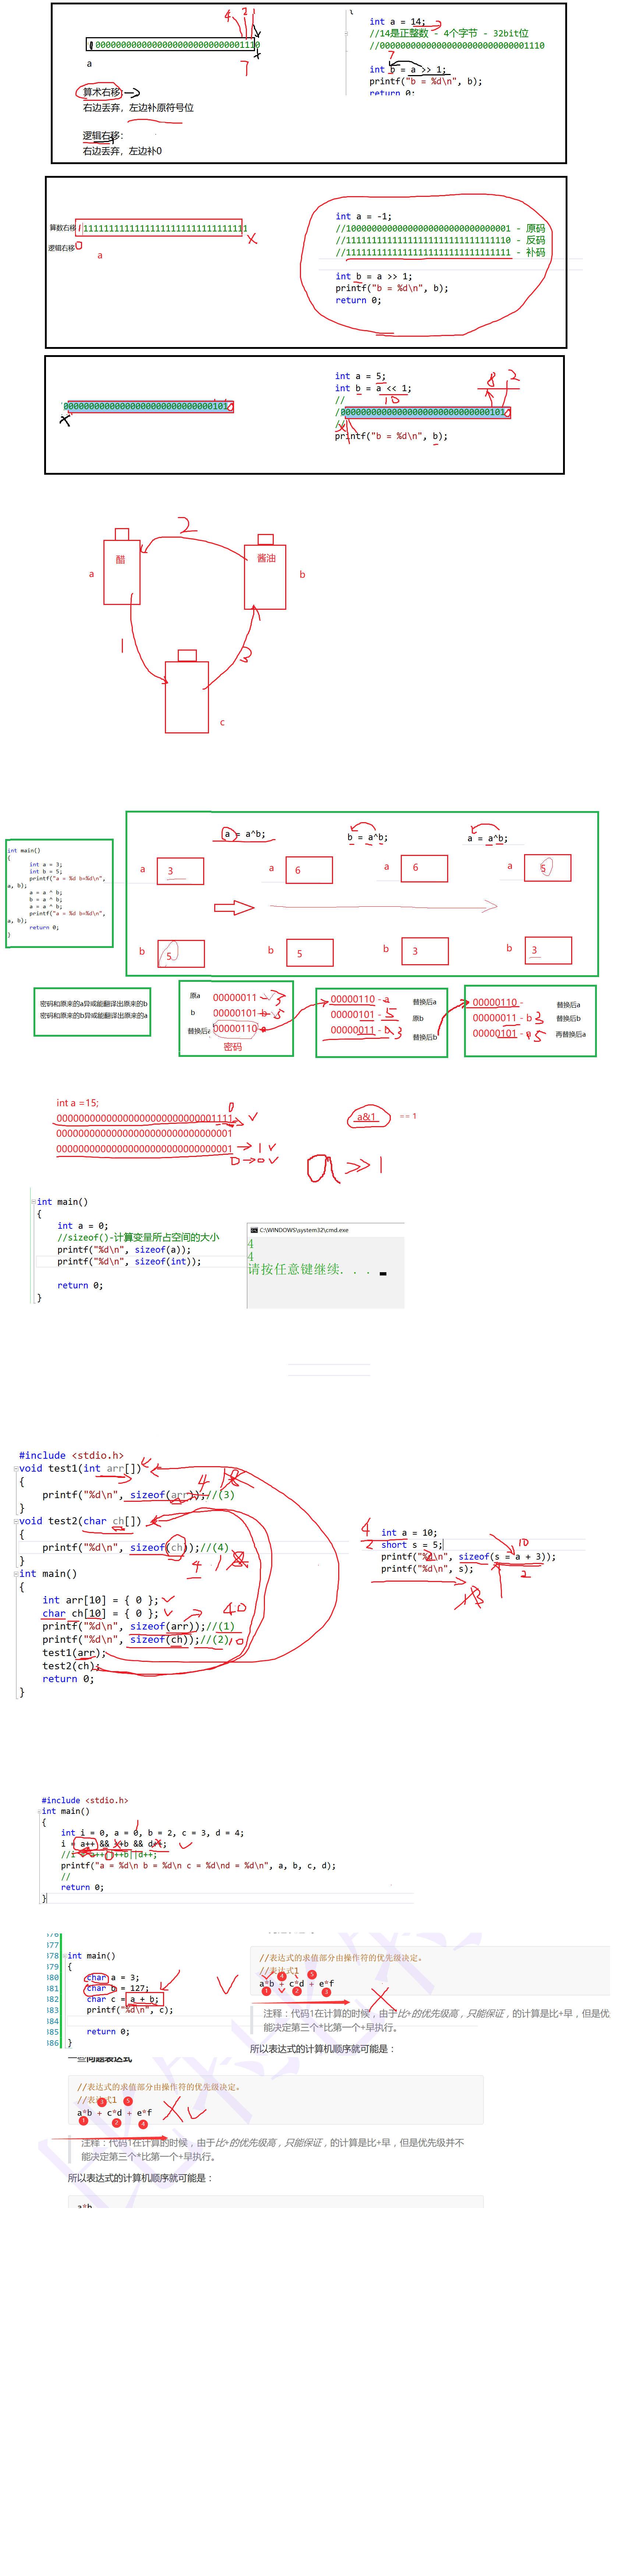 4 2 1
00000000000000000000000000001110
a
7
算术右移:
右边丢弃，左边补原符号位
逻辑右移:
右边丢弃，左边补0
{
int a = 14;
//14是正整数 - 4个字节 - 32bit位
//00000000000000000000000000001110
7
int b = a >> 1;
printf("b = %d\n", b);
return 0;
算数右移
11111111111111111111111111111111
逻辑右移
0
a
int a = -1;
//10000000000000000000000000000001 - 原码
//11111111111111111111111111111110 - 反码
//11111111111111111111111111111111 - 补码
int b = a >> 1;
printf("b = %d\n", b);
return 0;
int a = 5;
int b = a << 1;
8 2
//
10
printf("b = %d\n", b);
2
醋
酱油
a
b
1
3
c
a = a^b;
b = a^b;
a = a^b;
int main()
{
int a = 3;
int b = 5;
printf("a = %d b=%d\n",
a, b);
a = a ^ b;
b = a ^ b;
a = a ^ b;
printf("a = %d b=%d\n",
a, b);
return 0;
}
a 3
a 6
a 6
a 5
b 5
b 5
b 3
b 3
密码和原来的a异或能翻译出原来的b
密码和原来的b异或能翻译出原来的a
原a 00000011 - 3
b 00000101 - b - 5
替换后a 00000110 - a
密码
00000110 - a 替换后a
00000101 - 5 原b
00000011 - b 3 替换后b
00000110 - 替换后a
00000011 - b 3 替换后b
00000101 - 5 再替换后a
int a =15;
0
00000000000000000000000000001111
00000000000000000000000000000001
00000000000000000000000000000001 → 1
0→0
a&1 == 1
a >> 1
int main()
{
int a = 0;
//sizeof()-计算变量所占空间的大小
printf("%d\n", sizeof(a));
printf("%d\n", sizeof(int));
return 0;
}
C:\WINDOWS\system32\cmd.exe
4
4
请按任意键继续. . .
#include <stdio.h>
void test1(int arr[])
{
4
printf("%d\n", sizeof(arr));//(3)
}
void test2(char ch[])
{
printf("%d\n", sizeof(ch));//(4)
4
}
int main()
{
int arr[10] = { 0 };
char ch[10] = { 0 };
40
printf("%d\n", sizeof(arr));//(1)
printf("%d\n", sizeof(ch));//(2) 10
test1(arr);
test2(ch);
return 0;
}
4 int a = 10;
2 short s = 5;
10
printf("%d\n", sizeof(s = a + 3));
printf("%d\n", s);
2
13
#include <stdio.h>
int main()
{
1
int i = 0, a = 0, b = 2, c = 3, d = 4;
i = a++ && ++b && d++;
0
printf("a = %d\n b = %d\n c = %d\nd = %d\n", a, b, c, d);
//
return 0;
}
int main()
{
char a = 3;
char b = 127;
char c = a + b;
printf("%d\n", c);
return 0;
}
//表达式的求值部分由操作符的优先级决定。
//表达式1
4 5
a*b + c*d + e*f
1 2 3
注释：代码1在计算的时候，由于*比+的优先级高，只能保证，*的计算是比+早，但是优
能决定第三个*比第一个+早执行。
所以表达式的计算机顺序就可能是：
一些问题表达式
//表达式的求值部分由操作符的优先级决定。
//表达式1
3 5
a*b + c*d + e*f
1 2 4
注释：代码1在计算的时候，由于*比+的优先级高，只能保证，*的计算是比+早，但是优先级并不
能决定第三个*比第一个+早执行。
所以表达式的计算机顺序就可能是：
a*b